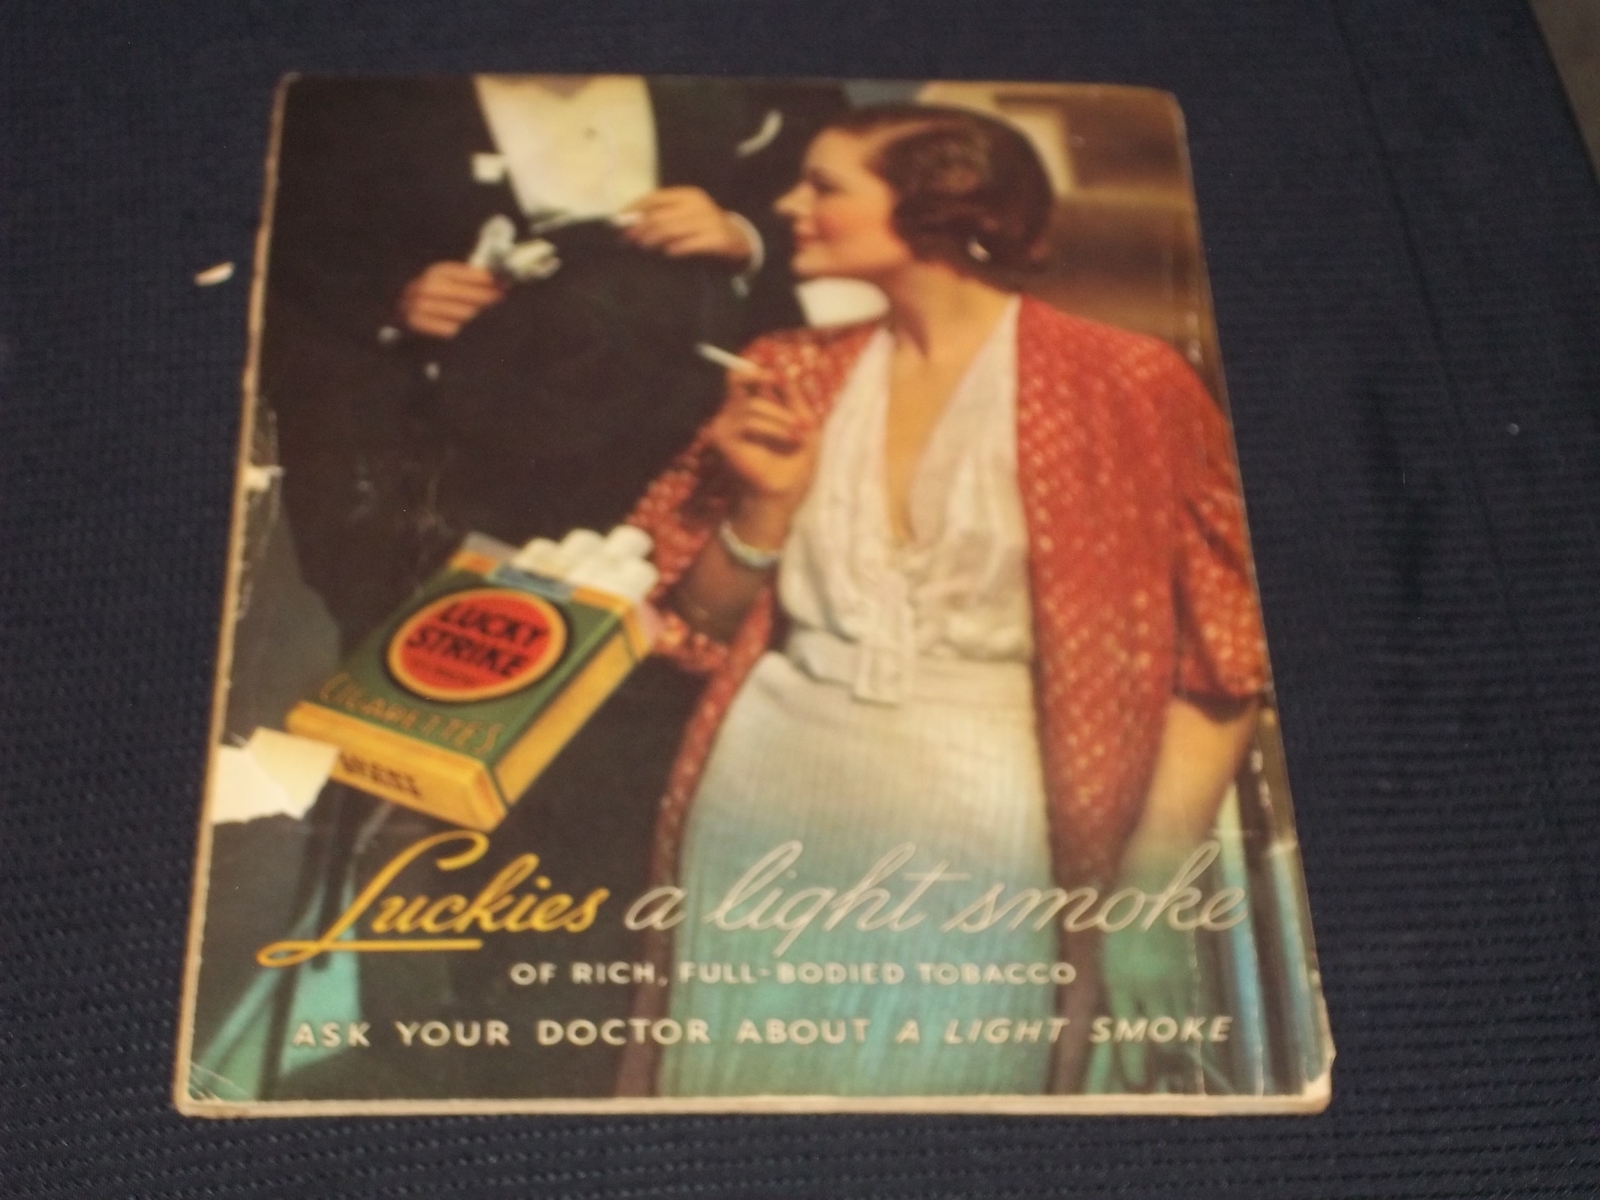 LUCKY
STRIKE
CIGARETTES
Luckies a light smoke
OF RICH, FULL-BODIED TOBACCO
ASK YOUR DOCTOR ABOUT A LIGHT SMOKE